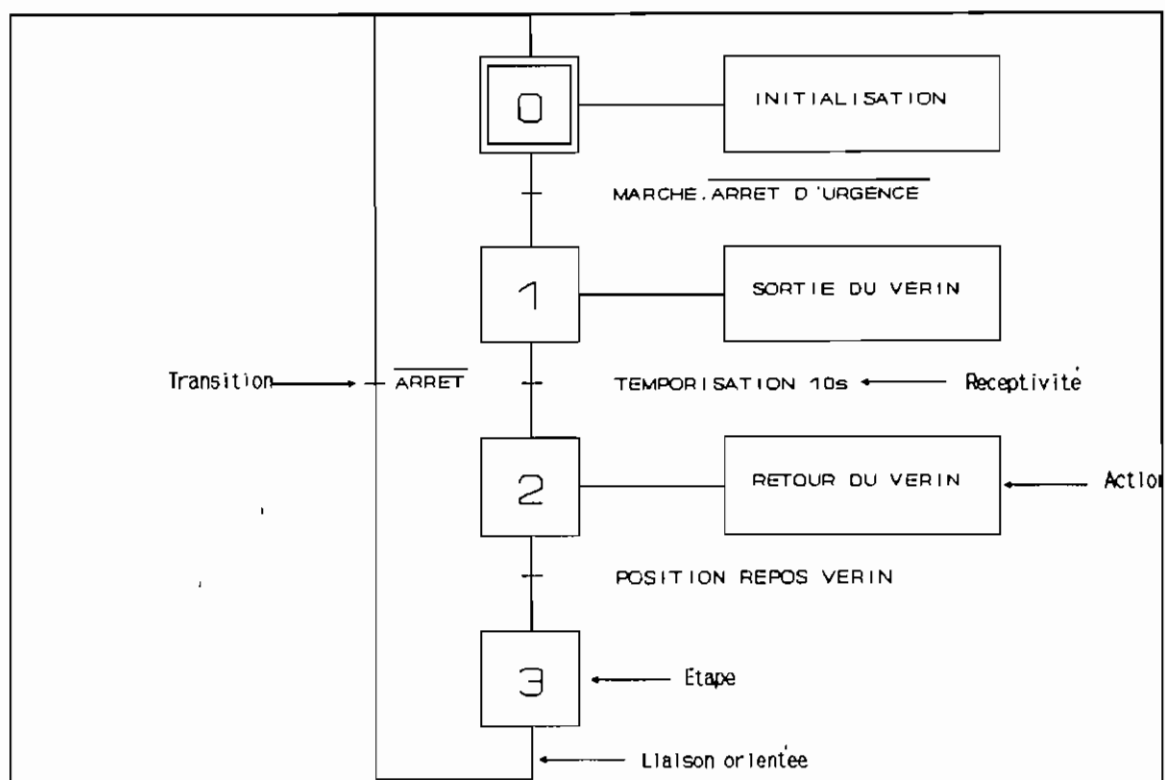 0
INITIALISATION
MARCHE.ARRET D'URGENCE
1
SORTIE DU VERIN
Transition
ARRET
TEMPORISATION 10s
Receptivité
2
RETOUR DU VERIN
Action
POSITION REPOS VERIN
3
Etape
Liaison orientée